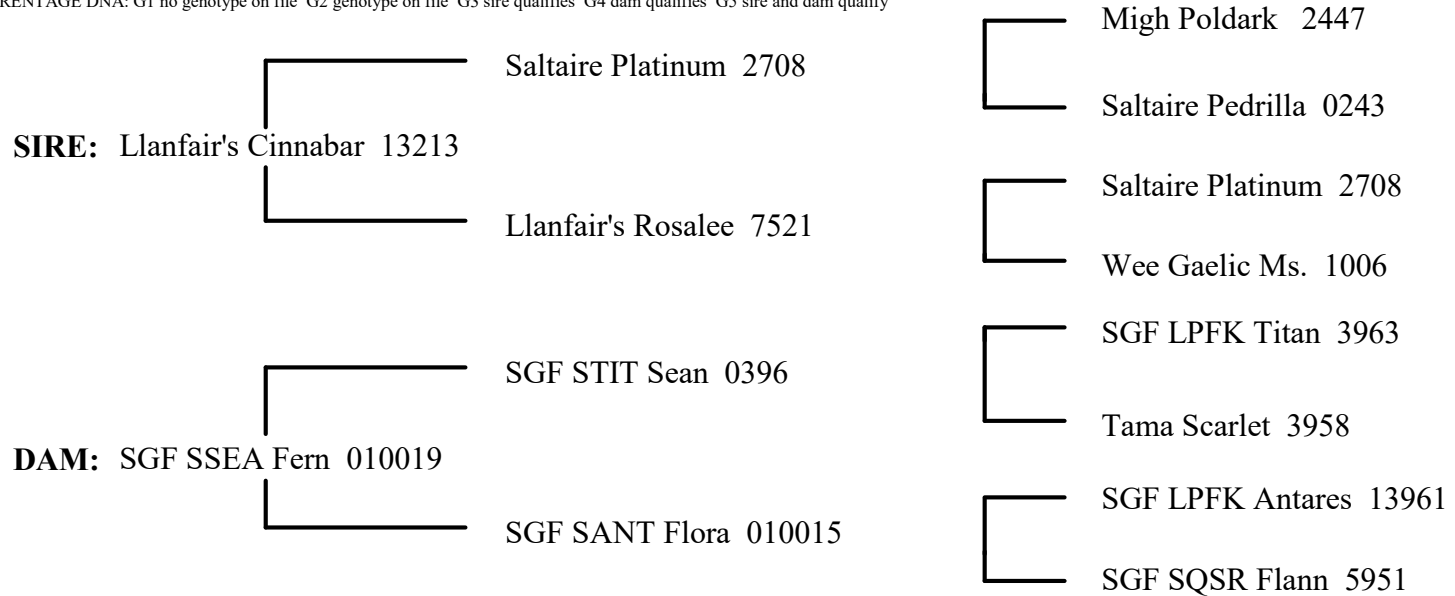 DNA: G1 no genotype on file G2 genotype on file G3 sire qualifies G4 dam qualifies G5 sire and dam qualify
Migh Poldark 2447
Saltaire Platinum 2708
Saltaire Pedrilla 0243
SIRE: Llanfair's Cinnabar 13213
Saltaire Platinum 2708
Llanfair's Rosalee 7521
Wee Gaelic Ms. 1006
SGF LPFK Titan 3963
SGF STIT Sean 0396
Tama Scarlet 3958
DAM: SGF SSEA Fern 010019
SGF LPFK Antares 13961
SGF SANT Flora 010015
SGF SQSR Flann 5951